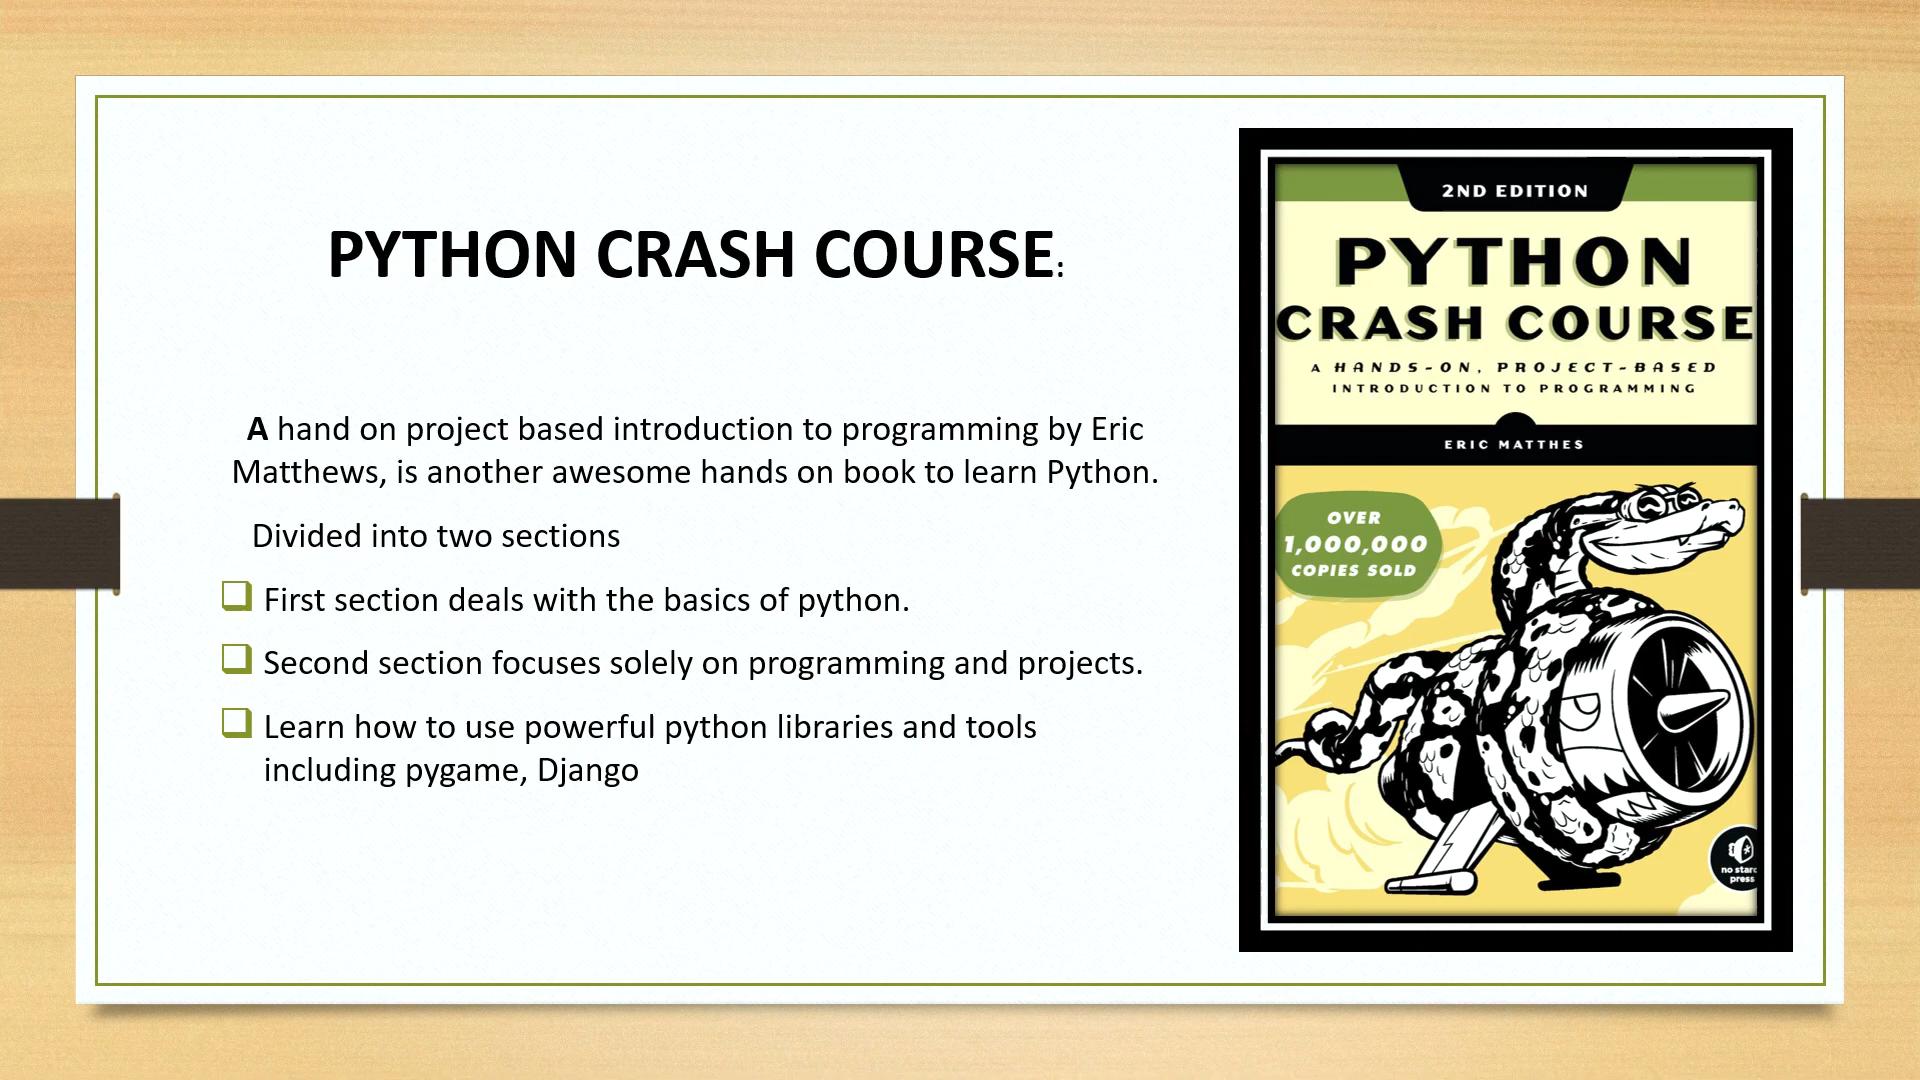 PYTHON CRASH COURSE:
A hand on project based introduction to programming by Eric
Matthews, is another awesome hands on book to learn Python.
Divided into two sections
First section deals with the basics of python.
Second section focuses solely on programming and projects.
Learn how to use powerful python libraries and tools
including pygame, Django
2ND EDITION
PYTHON
CRASH COURSE
A HANDS-ON, PROJECT-BASED
INTRODUCTION TO PROGRAMMING
ERIC MATTHES
OVER
1,000,000
COPIES SOLD
no starc
press